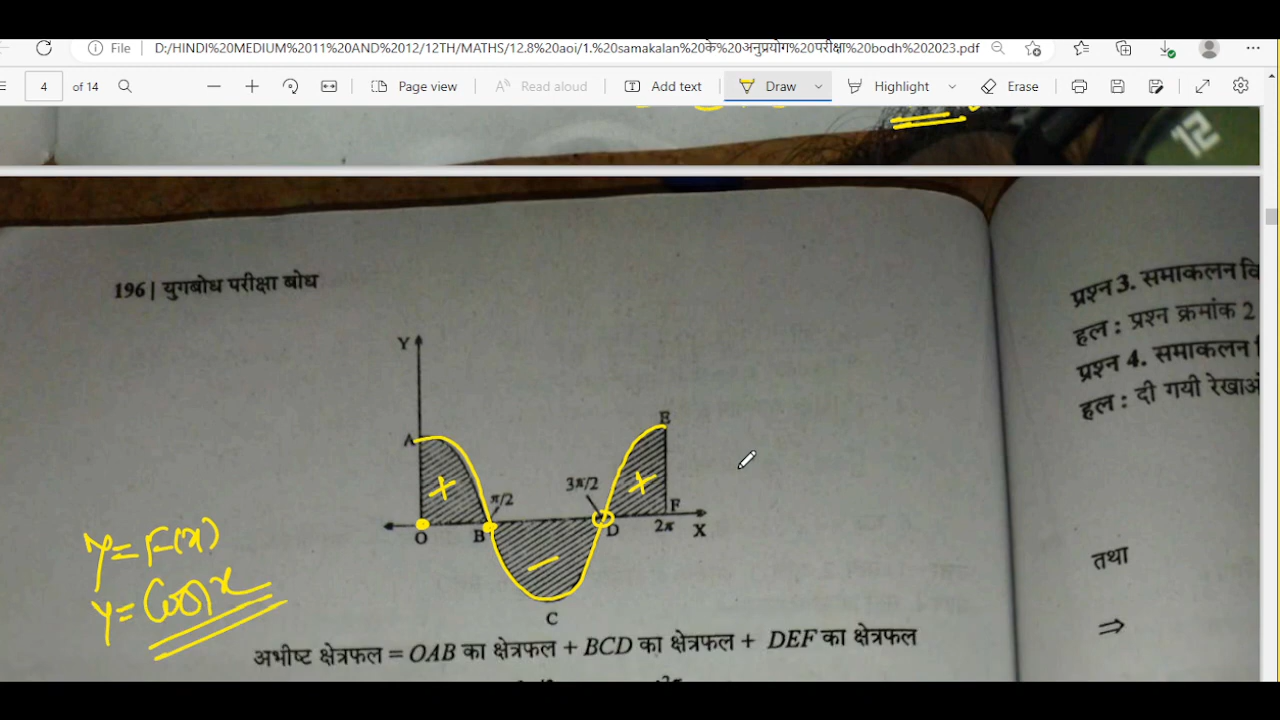 File D:/HINDI%20MEDIUM%2011%20AND%2012/12TH/MATHS/12.8%20aoi/1.%20samakalan%20के%20अनुप्रयोग%20परीक्षा%20bodh%202023.pdf
4 of 14 Page view Read aloud Add text Draw Highlight Erase
12
196 | युगबोध परीक्षा बोध
प्रश्न 3. समाकलन वि
हल : प्रश्न क्रमांक 2
प्रश्न 4. समाकलन
हल : दी गयी रेखाओं
Y
A
E
+
+
3π/2
π/2
F
O
B
D
2π
X
−
C
y = F(x)
y = Cos x
तथा
⇒
अभीष्ट क्षेत्रफल = OAB का क्षेत्रफल + BCD का क्षेत्रफल + DEF का क्षेत्रफल